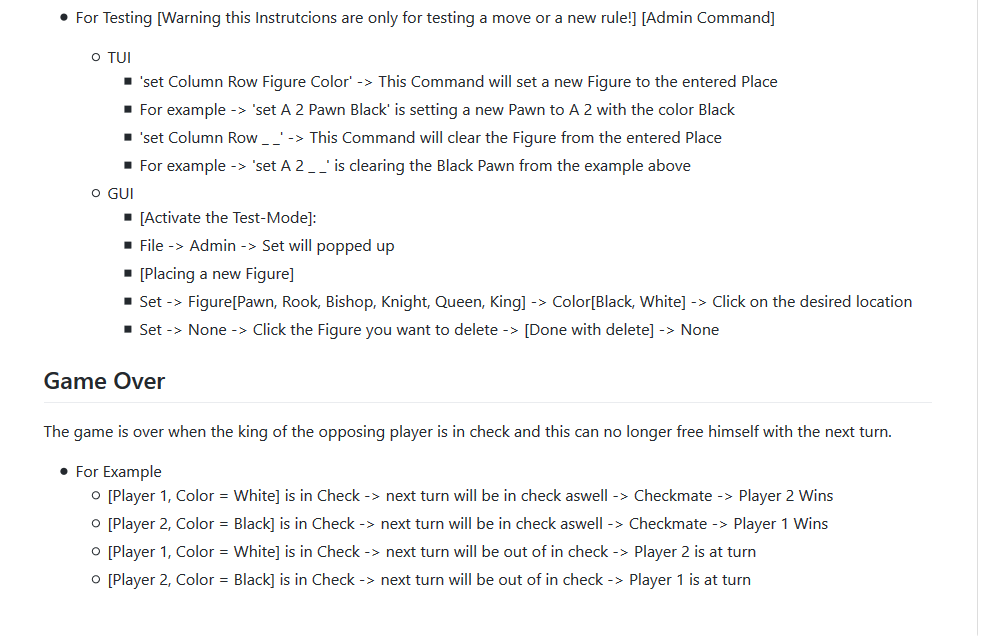 For Testing [Warning this Instrutcions are only for testing a move or a new rule!] [Admin Command]
TUI
'set Column Row Figure Color' -> This Command will set a new Figure to the entered Place
For example -> 'set A 2 Pawn Black' is setting a new Pawn to A 2 with the color Black
'set Column Row _ _' -> This Command will clear the Figure from the entered Place
For example -> 'set A 2 _ _' is clearing the Black Pawn from the example above
GUI
[Activate the Test-Mode]:
File -> Admin -> Set will popped up
[Placing a new Figure]
Set -> Figure[Pawn, Rook, Bishop, Knight, Queen, King] -> Color[Black, White] -> Click on the desired location
Set -> None -> Click the Figure you want to delete -> [Done with delete] -> None
Game Over
The game is over when the king of the opposing player is in check and this can no longer free himself with the next turn.
For Example
[Player 1, Color = White] is in Check -> next turn will be in check aswell -> Checkmate -> Player 2 Wins
[Player 2, Color = Black] is in Check -> next turn will be in check aswell -> Checkmate -> Player 1 Wins
[Player 1, Color = White] is in Check -> next turn will be out of in check -> Player 2 is at turn
[Player 2, Color = Black] is in Check -> next turn will be out of in check -> Player 1 is at turn